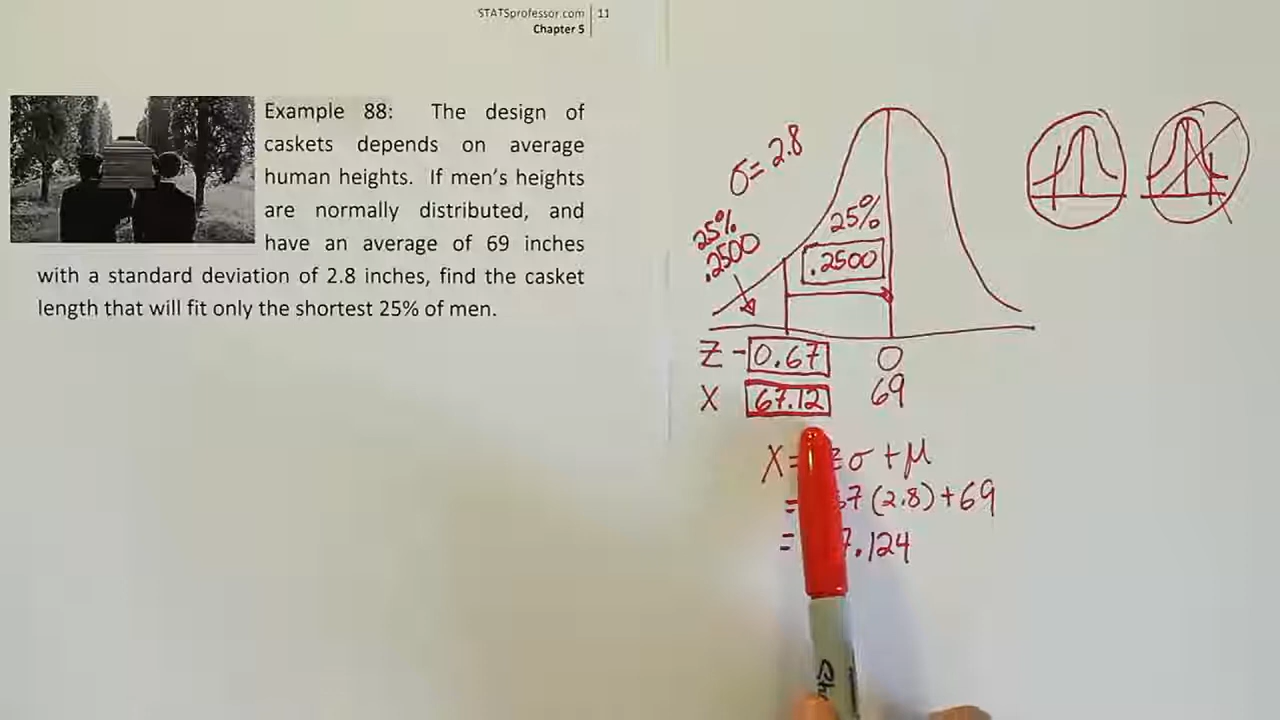 STATSprofessor.com 11
Chapter 5
Example 88: The design of
caskets depends on average
human heights. If men's heights
are normally distributed, and
have an average of 69 inches
with a standard deviation of 2.8 inches, find the casket
length that will fit only the shortest 25% of men.
σ = 2.8
25%
.2500
25%
.2500
Z -0.67 0
X 67.12 69
X = σ + μ
= 67 (2.8) + 69
= 7.124